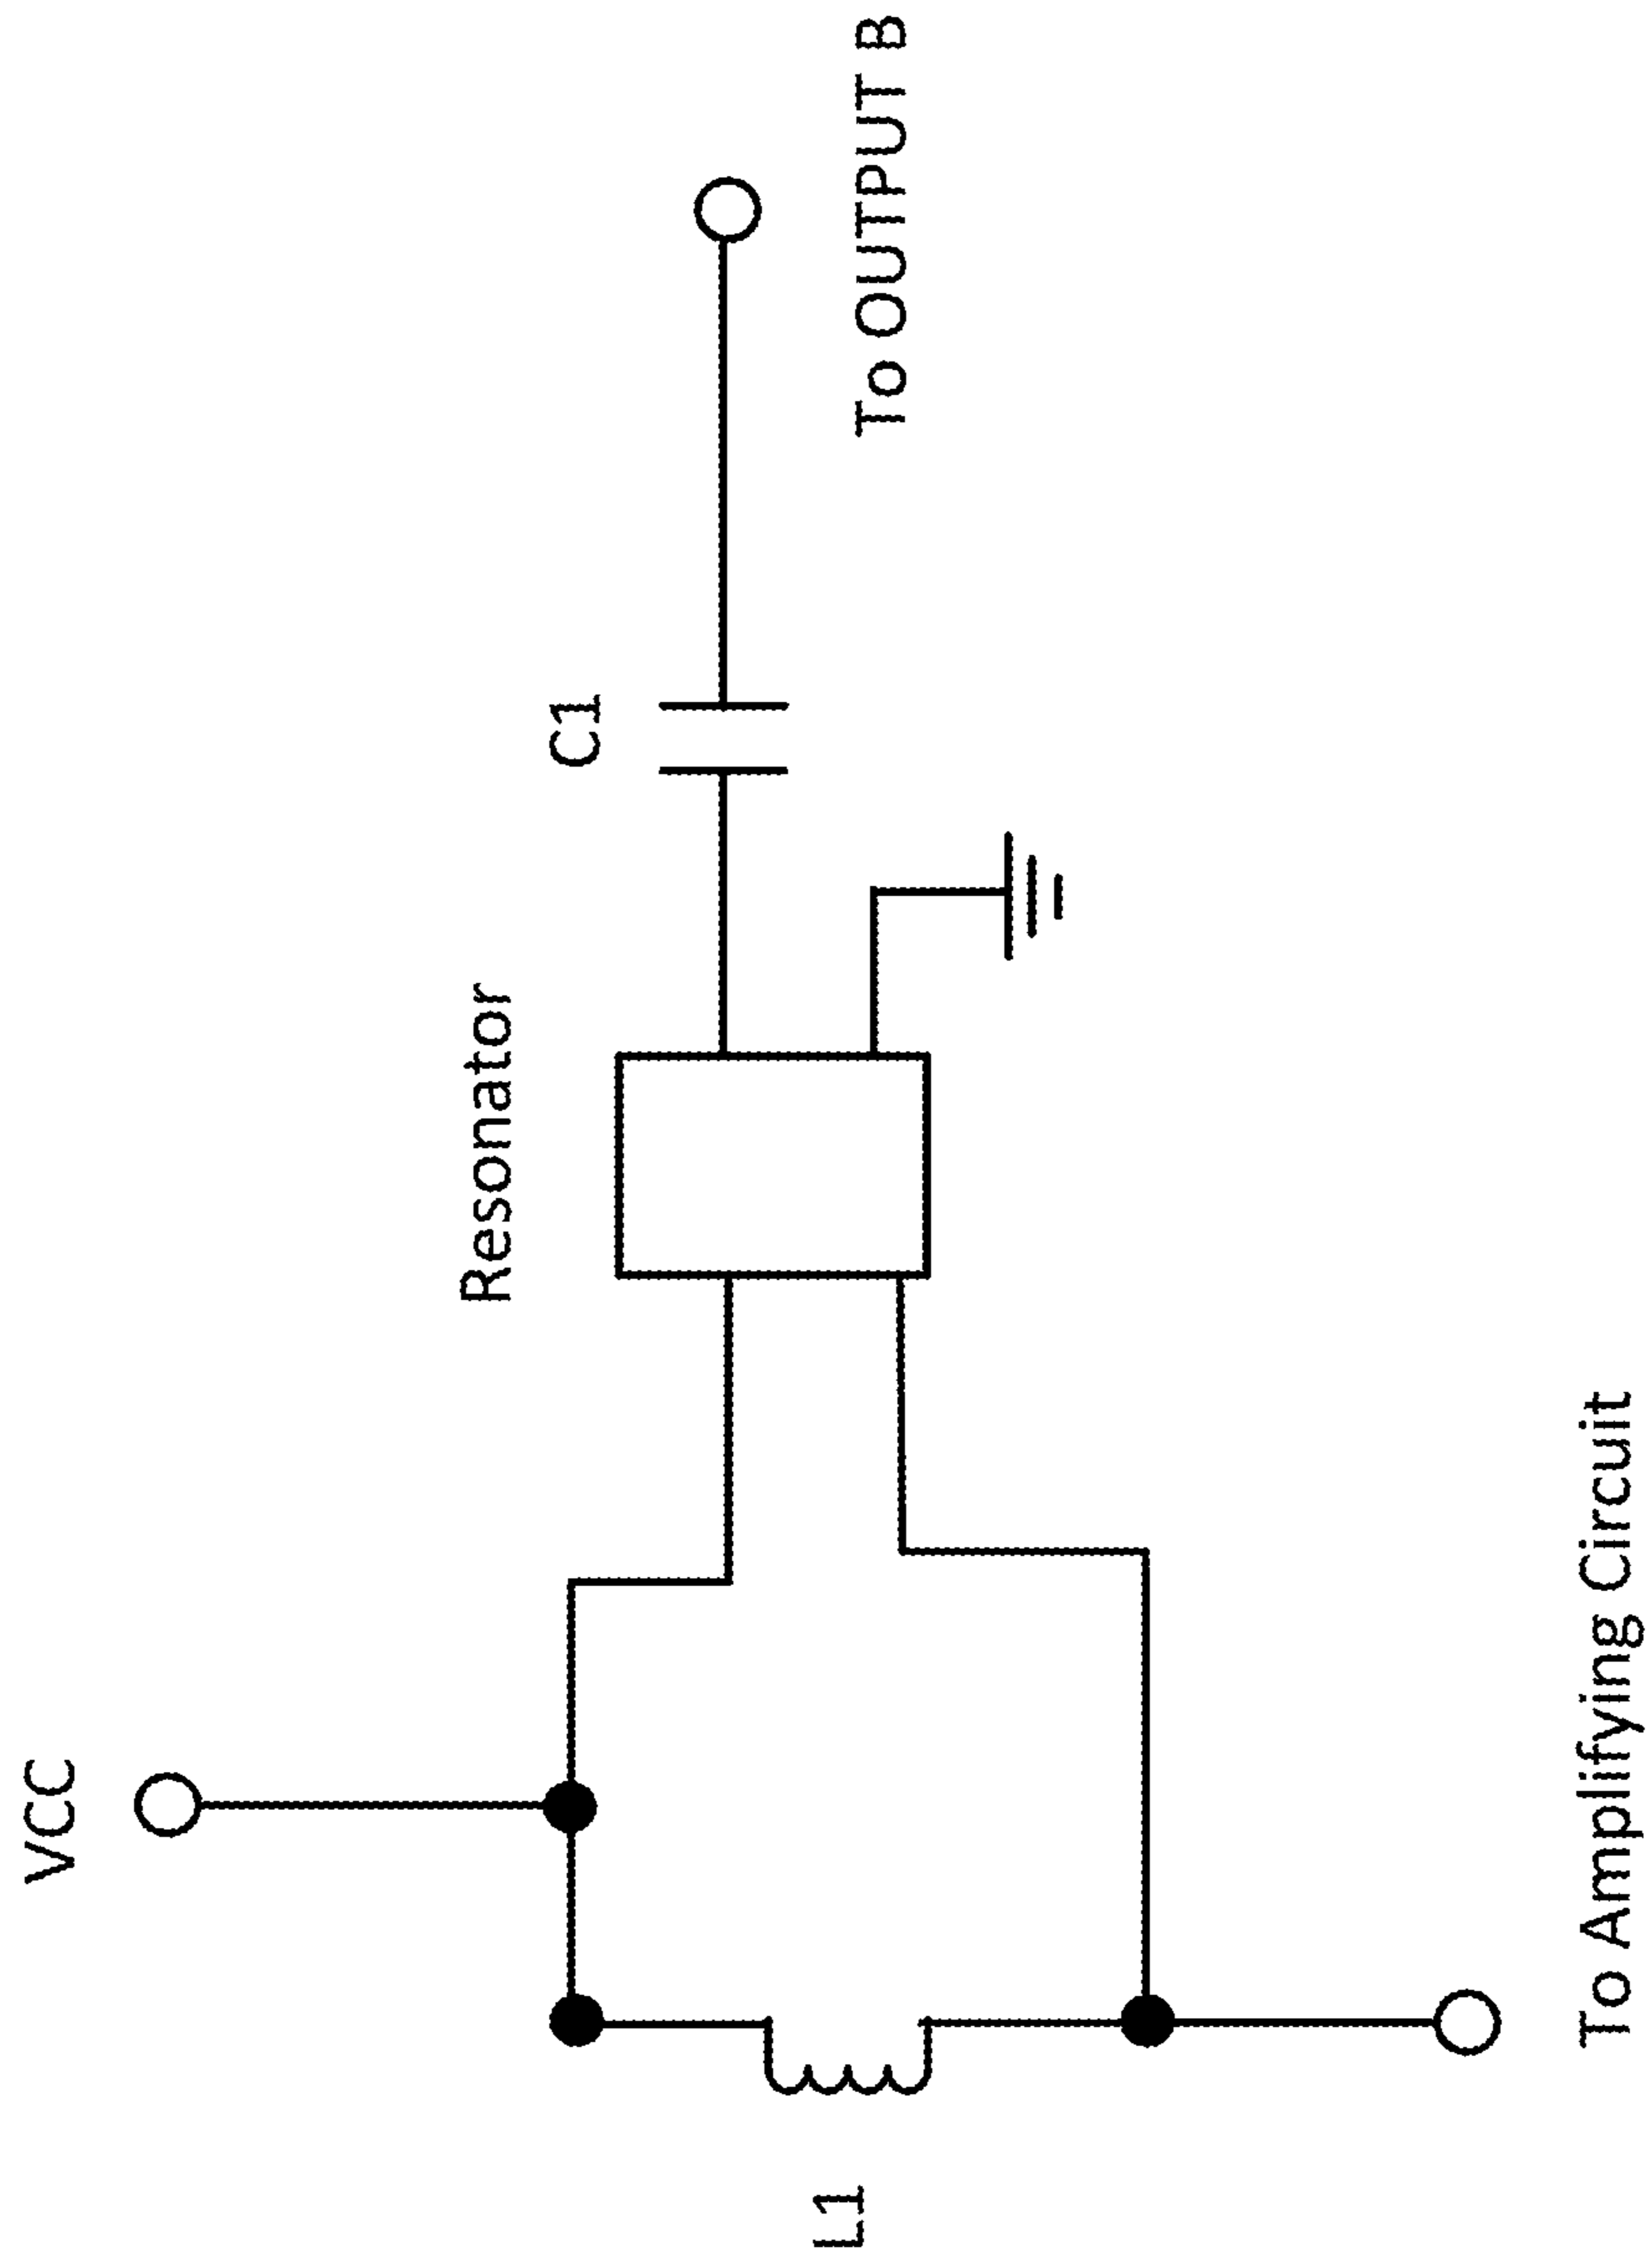 VCC
Resonator
C1
L1
To OUTPUT B
To Amplifying Circuit